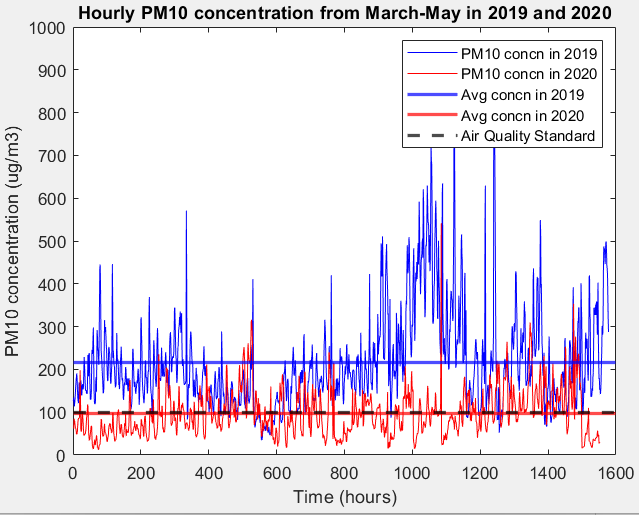 Hourly PM10 concentration from March-May in 2019 and 2020
PM10 concentration (ug/m3)
1000
900
800
700
600
500
400
300
200
100
0
PM10 concn in 2019
PM10 concn in 2020
Avg concn in 2019
Avg concn in 2020
Air Quality Standard
0 200 400 600 800 1000 1200 1400 1600
Time (hours)